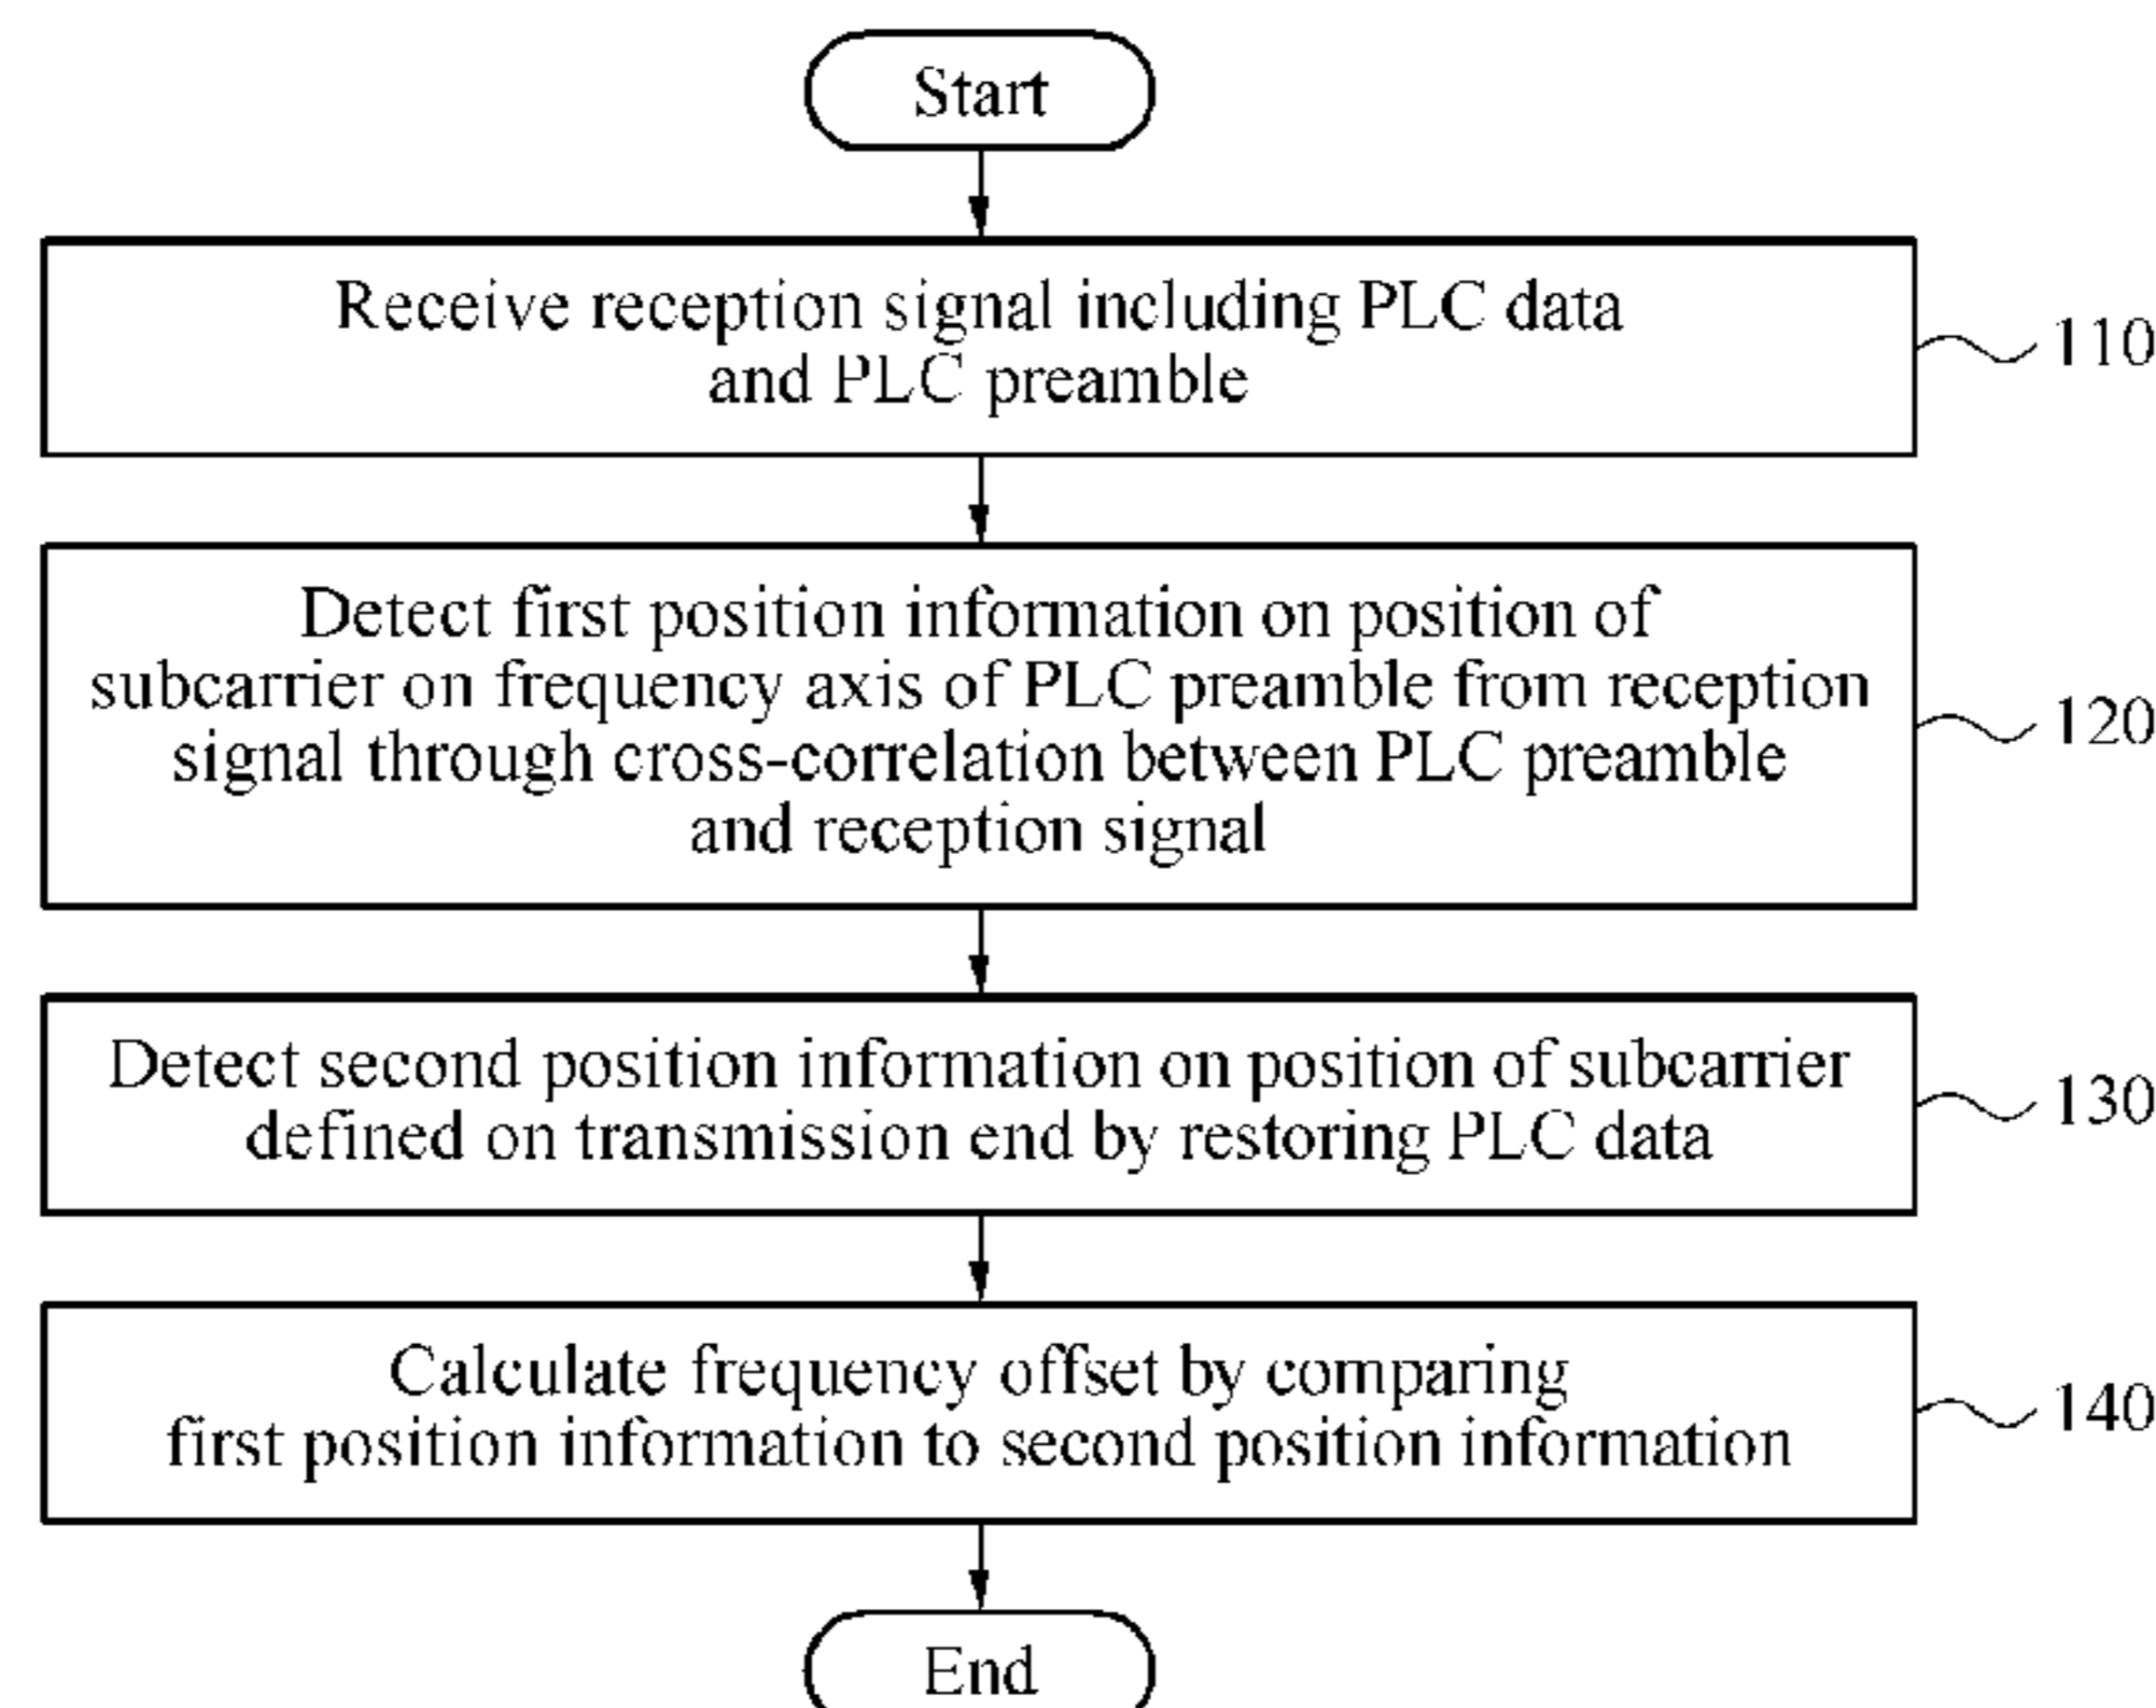 Start
Receive reception signal including PLC data
and PLC preamble
110
Detect first position information on position of
subcarrier on frequency axis of PLC preamble from reception
signal through cross-correlation between PLC preamble
and reception signal
120
Detect second position information on position of subcarrier
defined on transmission end by restoring PLC data
130
Calculate frequency offset by comparing
first position information to second position information
140
End